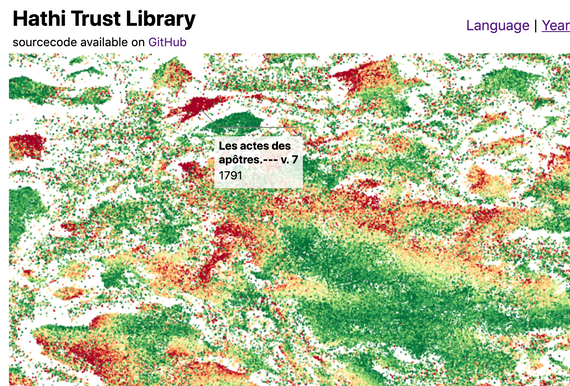 Hathi Trust Library
Language | Year
sourcecode available on GitHub
Les actes des
apôtres.--- v. 7
1791